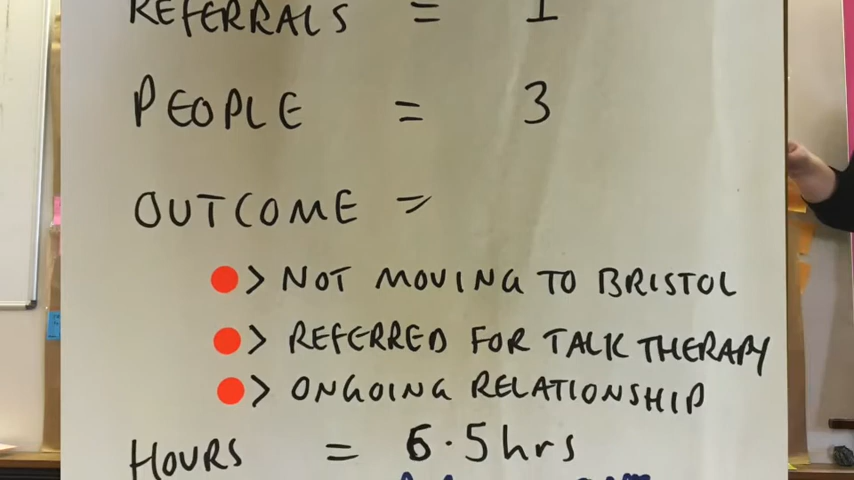 REFERRALS = 1
PEOPLE = 3
OUTCOME =
> NOT MOVING TO BRISTOL
> REFERRED FOR TALK THERAPY
> ONGOING RELATIONSHIP
HOURS = 6.5hrs